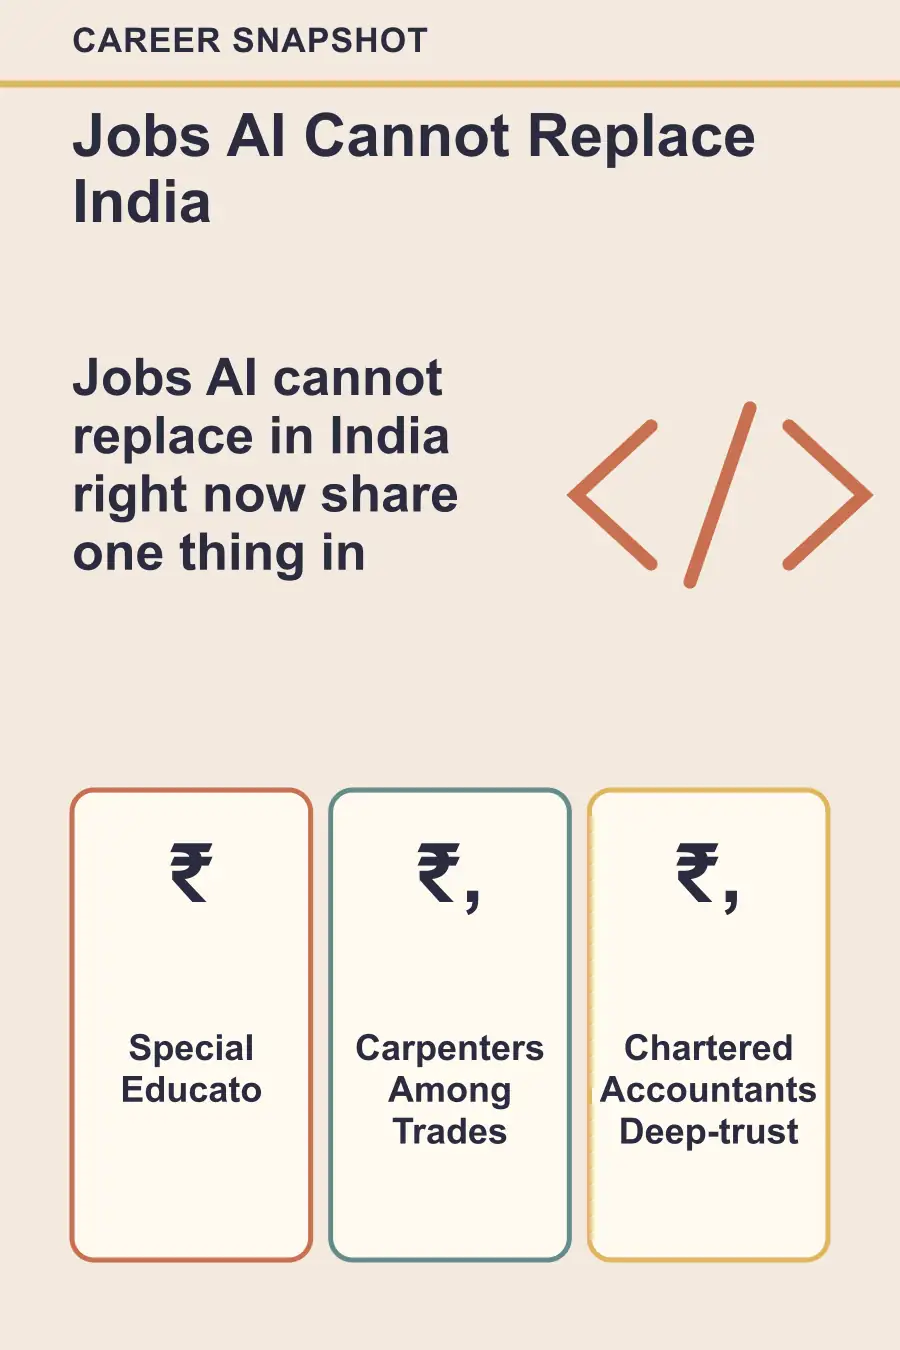 CAREER SNAPSHOT
Jobs AI Cannot Replace
India
Jobs AI cannot
replace in India
right now share
one thing in
</>
₹
Special
Educato
₹,
Carpenters
Among
Trades
₹,
Chartered
Accountants
Deep-trust